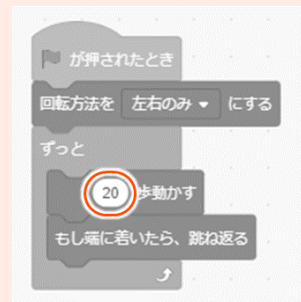 が押されたとき
回転方法を 左右のみ にする
ずっと
20 歩動かす
もし端に着いたら、跳ね返る